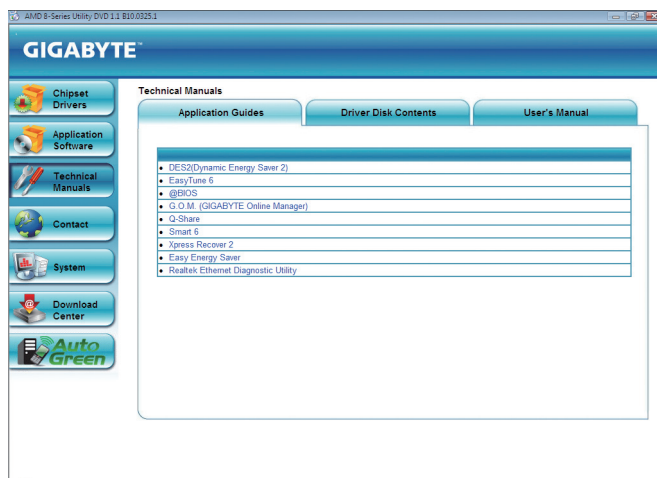 AMD 8-Series Utility DVD 1.1 B10.0325.1
GIGABYTE™
Chipset
Drivers
Application
Software
Technical
Manuals
Contact
System
Download
Center
Auto
Green
Technical Manuals
Application Guides
Driver Disk Contents
User's Manual
• DES2(Dynamic Energy Saver 2)
• EasyTune 6
• @BIOS
• G.O.M. (GIGABYTE Online Manager)
• Q-Share
• Smart 6
• Xpress Recover 2
• Easy Energy Saver
• Realtek Ethernet Diagnostic Utility